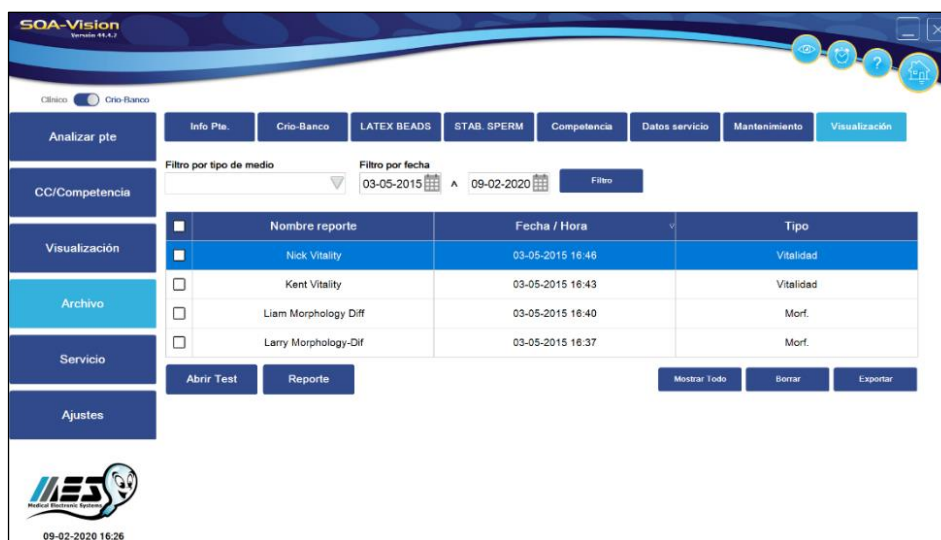 SQA-Vision
Versión 44.4.2
?
Clínico Crio-Banco
Analizar pte
CC/Competencia
Visualización
Archivo
Servicio
Ajustes
Info Pte. Crio-Banco LATEX BEADS STAB. SPERM Competencia Datos servicio Mantenimiento Visualización
Filtro por tipo de medio Filtro por fecha
03-05-2015 ^ 09-02-2020 Filtro
Nombre reporte Fecha / Hora Tipo
Nick Vitality 03-05-2015 16:46 Vitalidad
Kent Vitality 03-05-2015 16:43 Vitalidad
Liam Morphology Diff 03-05-2015 16:40 Morf.
Larry Morphology-Dif 03-05-2015 16:37 Morf.
Abrir Test Reporte Mostrar Todo Borrar Exportar
MES
Medical Electronic Systems
09-02-2020 16:26